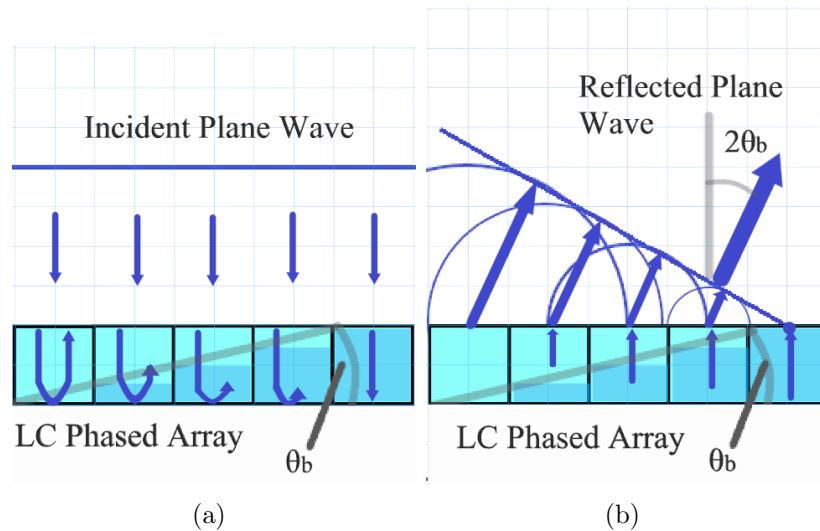 Incident Plane Wave
LC Phased Array
θb
(a)
Reflected Plane
Wave
2θb
LC Phased Array
θb
(b)